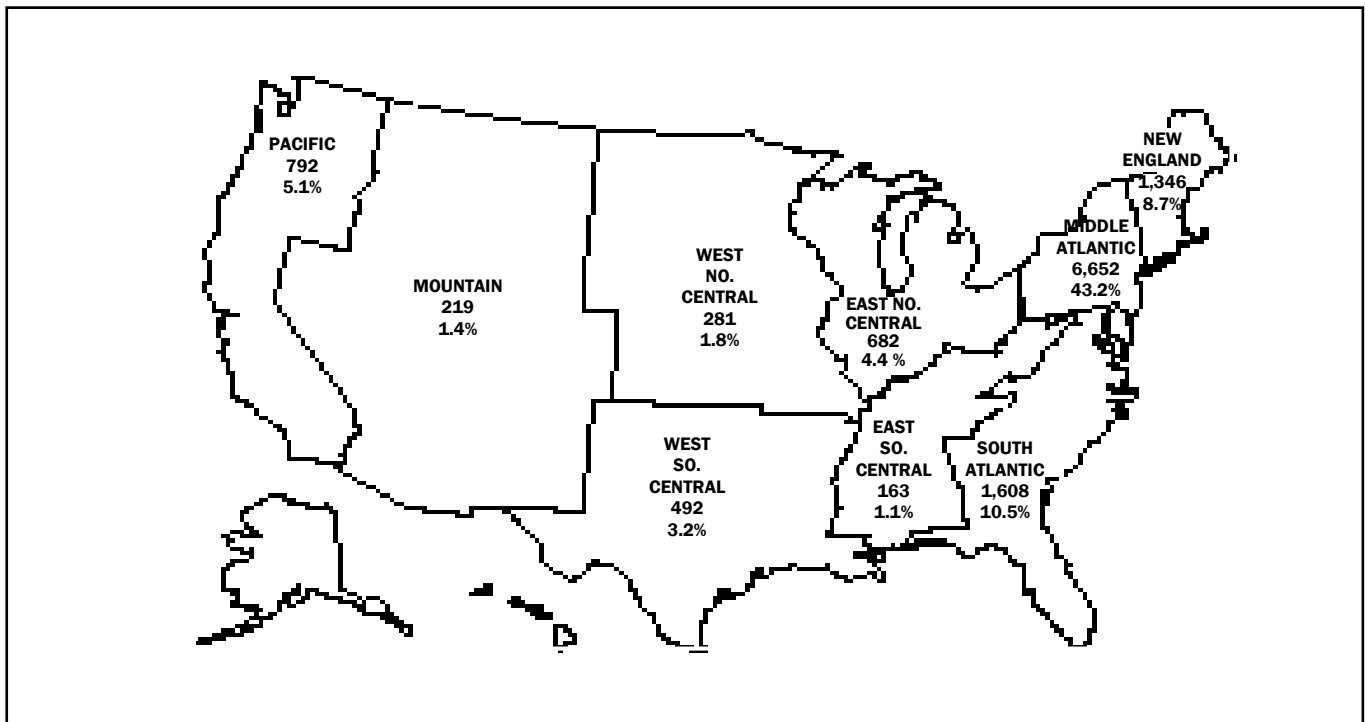 PACIFIC
792
5.1%
MOUNTAIN
219
1.4%
WEST
NO.
CENTRAL
281
1.8%
EAST NO.
CENTRAL
682
4.4 %
NEW
ENGLAND
1,346
8.7%
MIDDLE
ATLANTIC
6,652
43.2%
WEST
SO.
CENTRAL
492
3.2%
EAST
SO.
CENTRAL
163
1.1%
SOUTH
ATLANTIC
1,608
10.5%